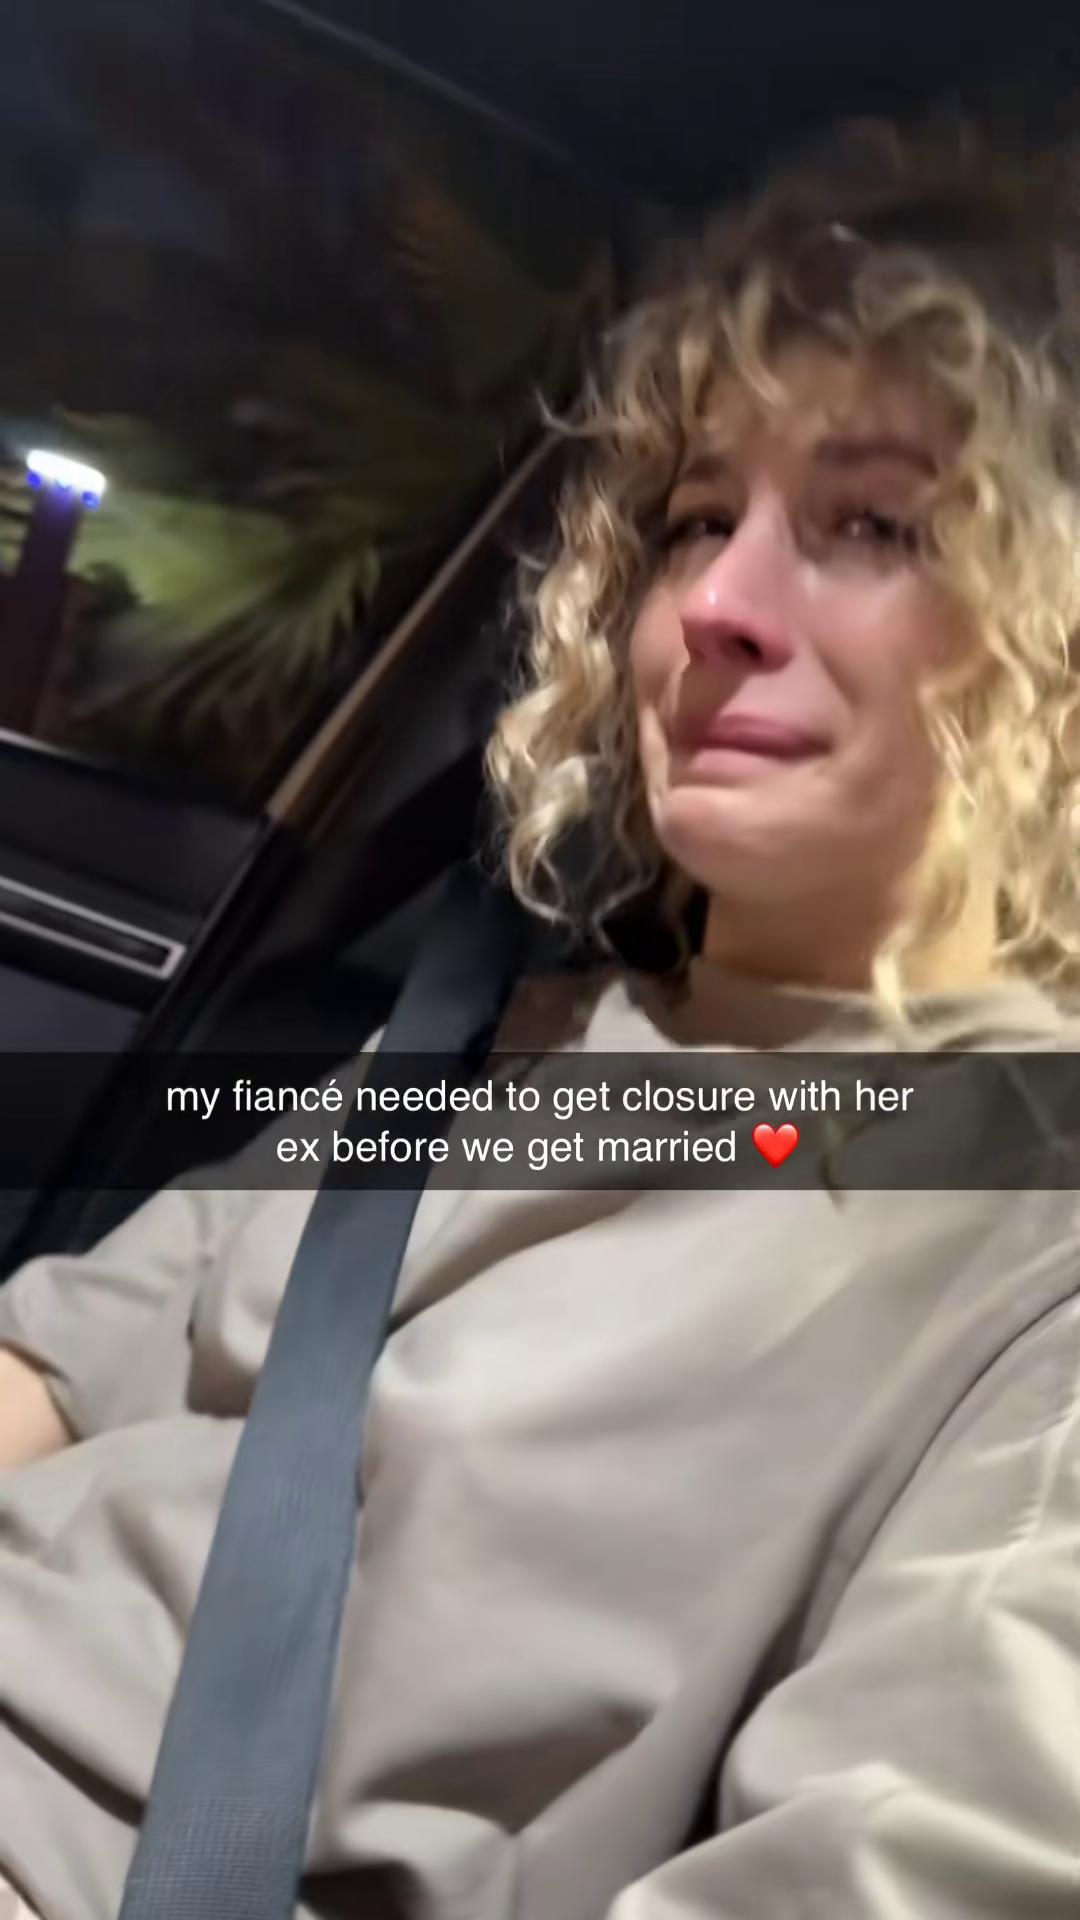 my fiancé needed to get closure with her
ex before we get married ❤️